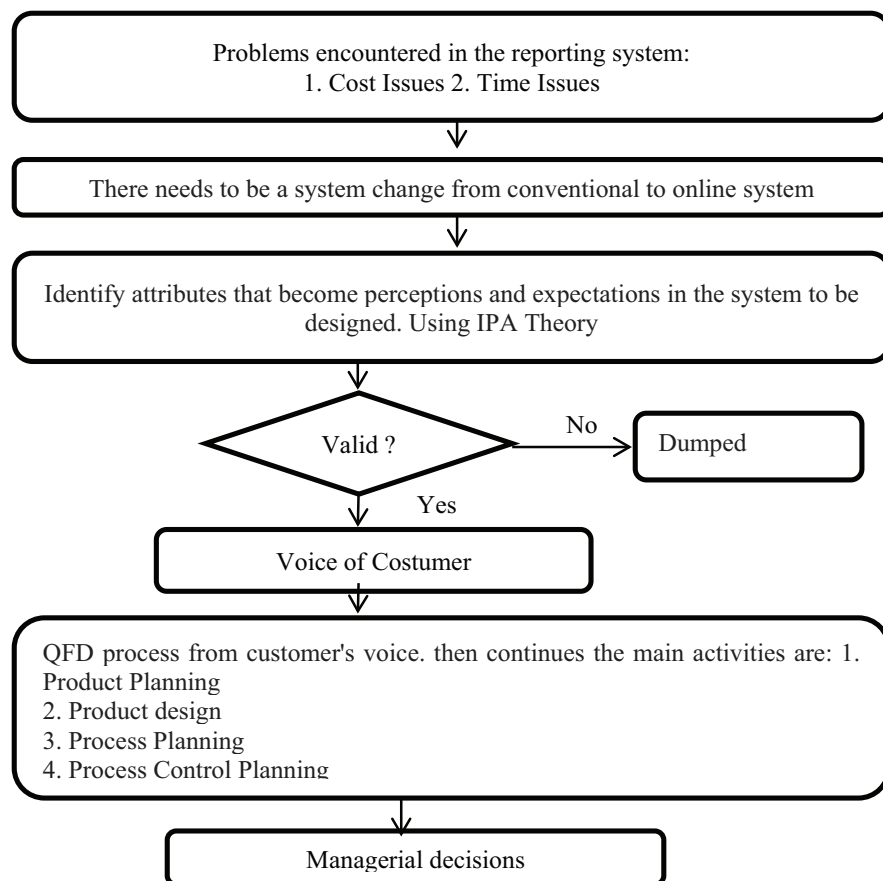 Problems encountered in the reporting system:
1. Cost Issues 2. Time Issues
There needs to be a system change from conventional to online system
Identify attributes that become perceptions and expectations in the system to be
designed. Using IPA Theory
Valid ?
No
Dumped
Yes
Voice of Costumer
QFD process from customer's voice. then continues the main activities are: 1.
Product Planning
2. Product design
3. Process Planning
4. Process Control Planning
Managerial decisions